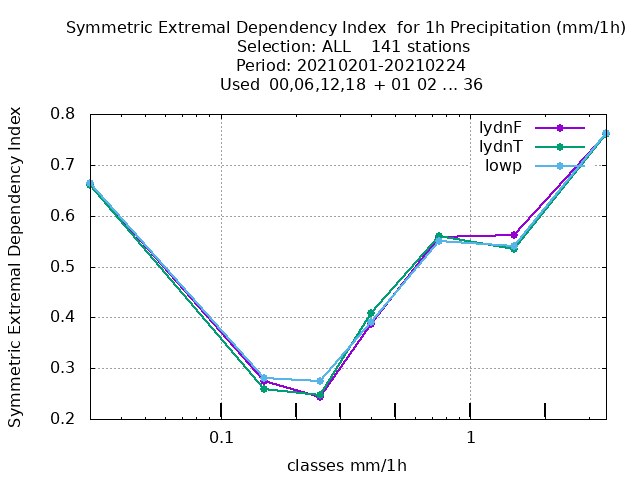 Symmetric Extremal Dependency Index  for 1h Precipitation (mm/1h)
Selection: ALL    141 stations
Period: 20210201-20210224
Used  00,06,12,18  + 01 02 ... 36
Symmetric Extremal Dependency Index
0.8
0.7
0.6
0.5
0.4
0.3
0.2
lydnF
lydnT
lowp
0.1
1
classes mm/1h